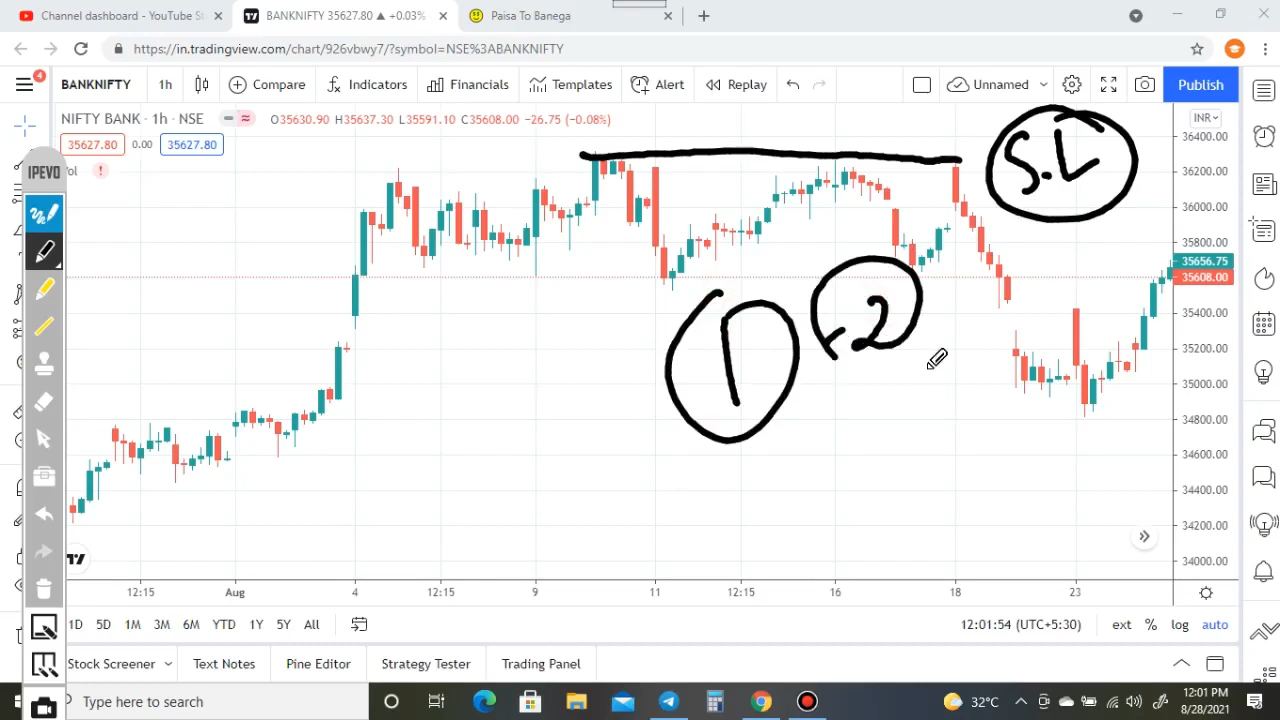 Channel dashboard - YouTube St
BANKNIFTY 35627.80 ▲ +0.03%
Paisa To Banega
https://in.tradingview.com/chart/926vbwy7/?symbol=NSE%3ABANKNIFTY
4
BANKNIFTY 1h Compare Indicators Financials Templates Alert Replay Unnamed Publish
NIFTY BANK · 1h · NSE O35630.90 H35637.30 L35591.10 C35608.00 −26.75 (−0.08%)
INR
35627.80 0.00 35627.80
ol
IPEVO
S.L
1
2
36400.00
36200.00
36000.00
35800.00
35656.75
35608.00
35400.00
35200.00
35000.00
34800.00
34600.00
34400.00
34200.00
34000.00
12:15 Aug 4 12:15 9 11 12:15 16 18 23
1D 5D 1M 3M 6M YTD 1Y 5Y All 12:01:54 (UTC+5:30) ext % log auto
Stock Screener Text Notes Pine Editor Strategy Tester Trading Panel
Type here to search 32°C 12:01 PM
8/28/2021